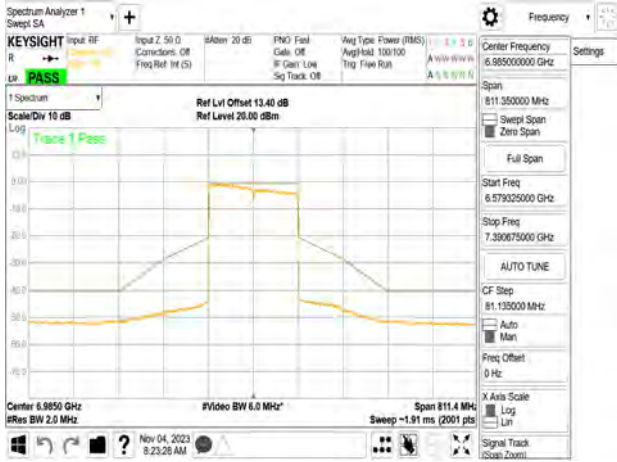 Spectrum Analyzer 1
Swept SA
+
Frequency
KEYSIGHT
R
PASS
Input: RF
Input Z: 50 Ω
Corrections: Off
Freq Ref: Int (S)
#Atten: 20 dB
PNO: Fast
Gate: Off
IF Gain: Low
Sig Track: Off
Avg Type: Power (RMS)
Avg|Hold: 100/100
Trig: Free Run
1 Spectrum
Scale/Div 10 dB
Ref Lvl Offset 13.40 dB
Ref Level 20.00 dBm
Log
Trace 1 Pass
Center 6.9850 GHz
#Res BW 2.0 MHz
#Video BW 6.0 MHz*
Span 811.4 MHz
Sweep ~1.91 ms (2001 pts)
Nov 04, 2023
8:23:28 AM
Center Frequency
6.985000000 GHz
Settings
Span
811.350000 MHz
Swept Span
Zero Span
Full Span
Start Freq
6.579325000 GHz
Stop Freq
7.390675000 GHz
AUTO TUNE
CF Step
81.135000 MHz
Auto
Man
Freq Offset
0 Hz
X Axis Scale
Log
Lin
Signal Track
(Span Zoom)